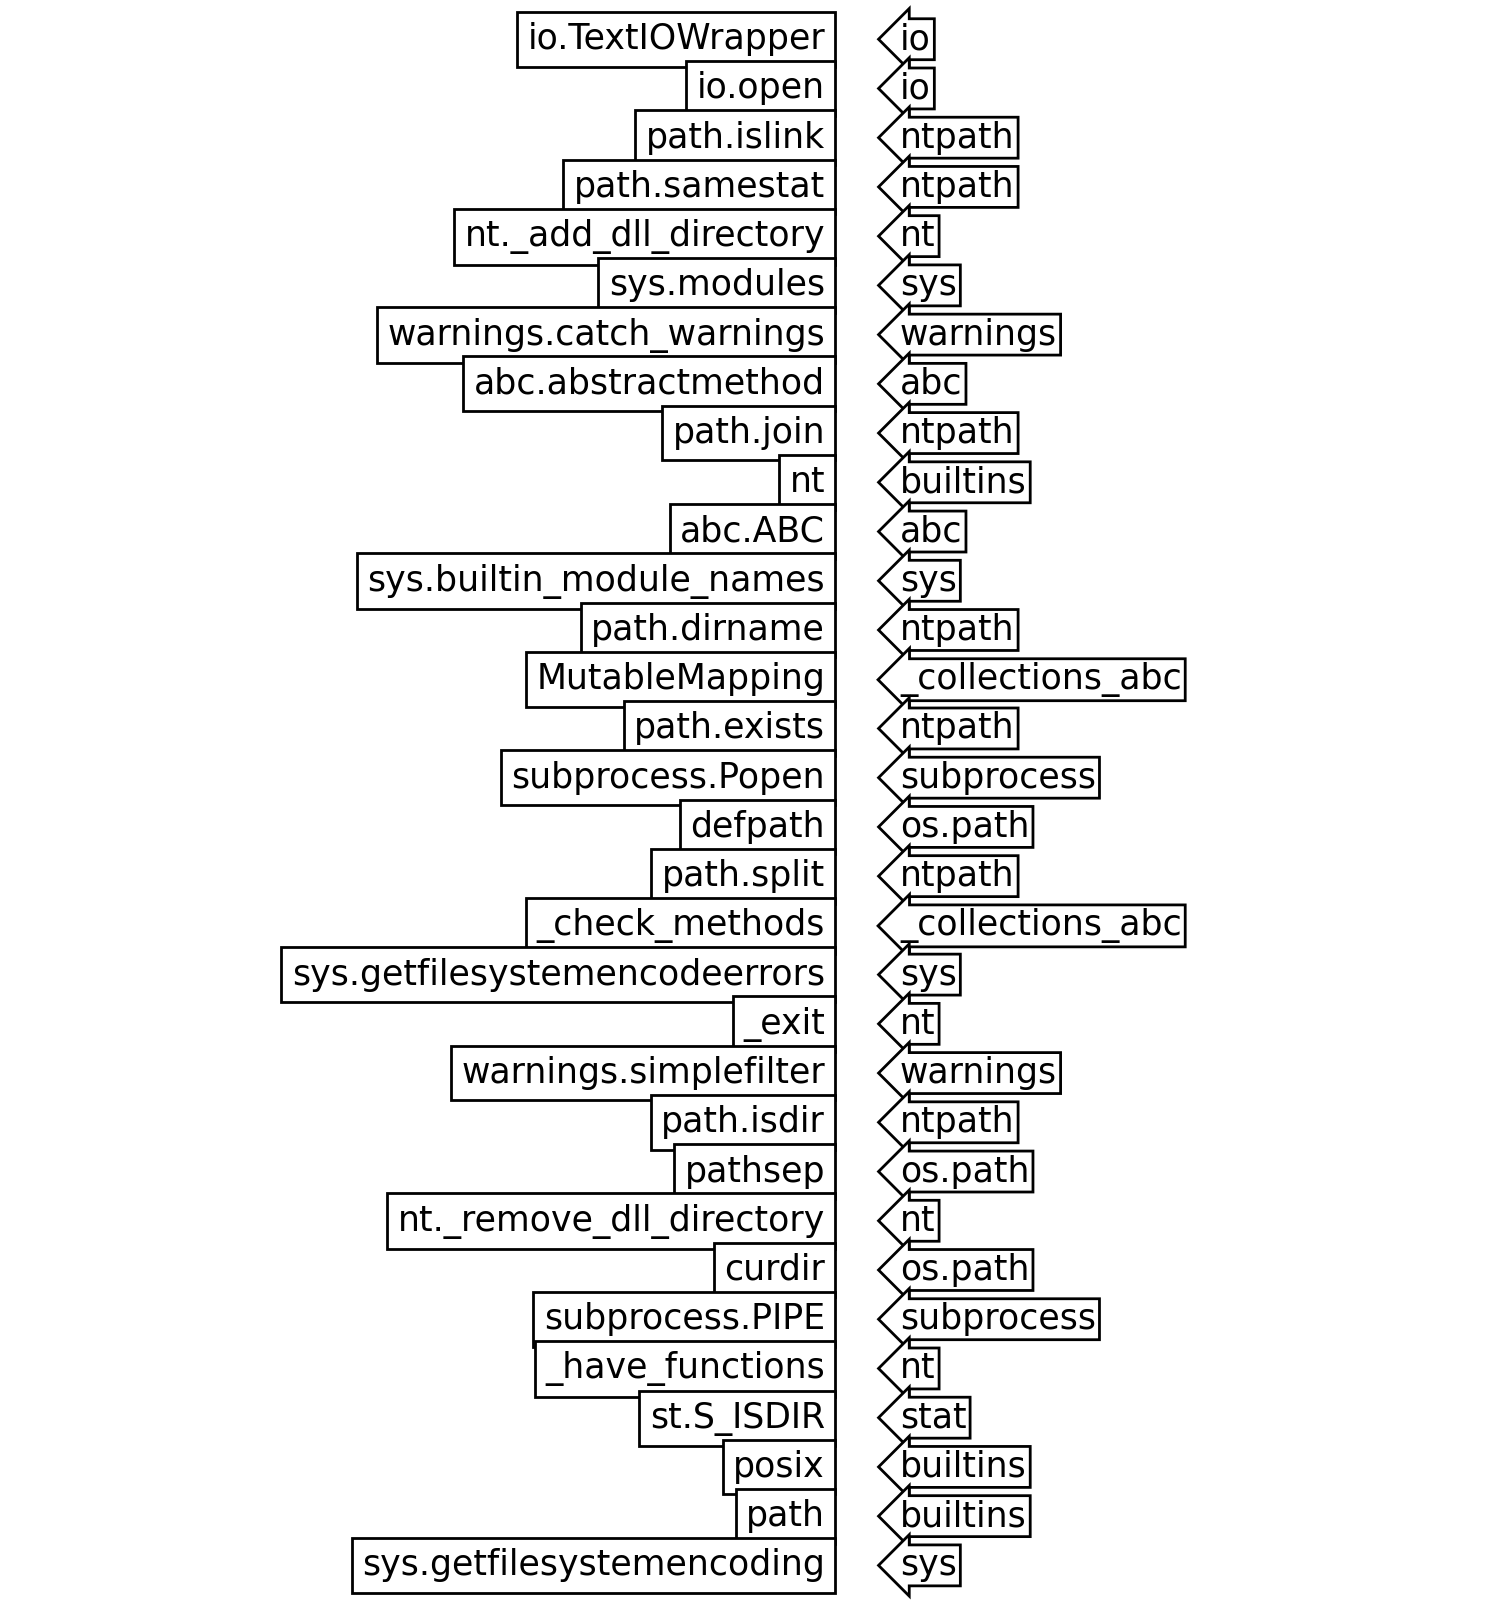 io.TextIOWrapper io
io.open io
path.islink ntpath
path.samestat ntpath
nt._add_dll_directory nt
sys.modules sys
warnings.catch_warnings warnings
abc.abstractmethod abc
path.join ntpath
nt builtins
abc.ABC abc
sys.builtin_module_names sys
path.dirname ntpath
MutableMapping _collections_abc
path.exists ntpath
subprocess.Popen subprocess
defpath os.path
path.split ntpath
_check_methods _collections_abc
sys.getfilesystemencodeerrors sys
_exit nt
warnings.simplefilter warnings
path.isdir ntpath
pathsep os.path
nt._remove_dll_directory nt
curdir os.path
subprocess.PIPE subprocess
_have_functions nt
st.S_ISDIR stat
posix builtins
path builtins
sys.getfilesystemencoding sys